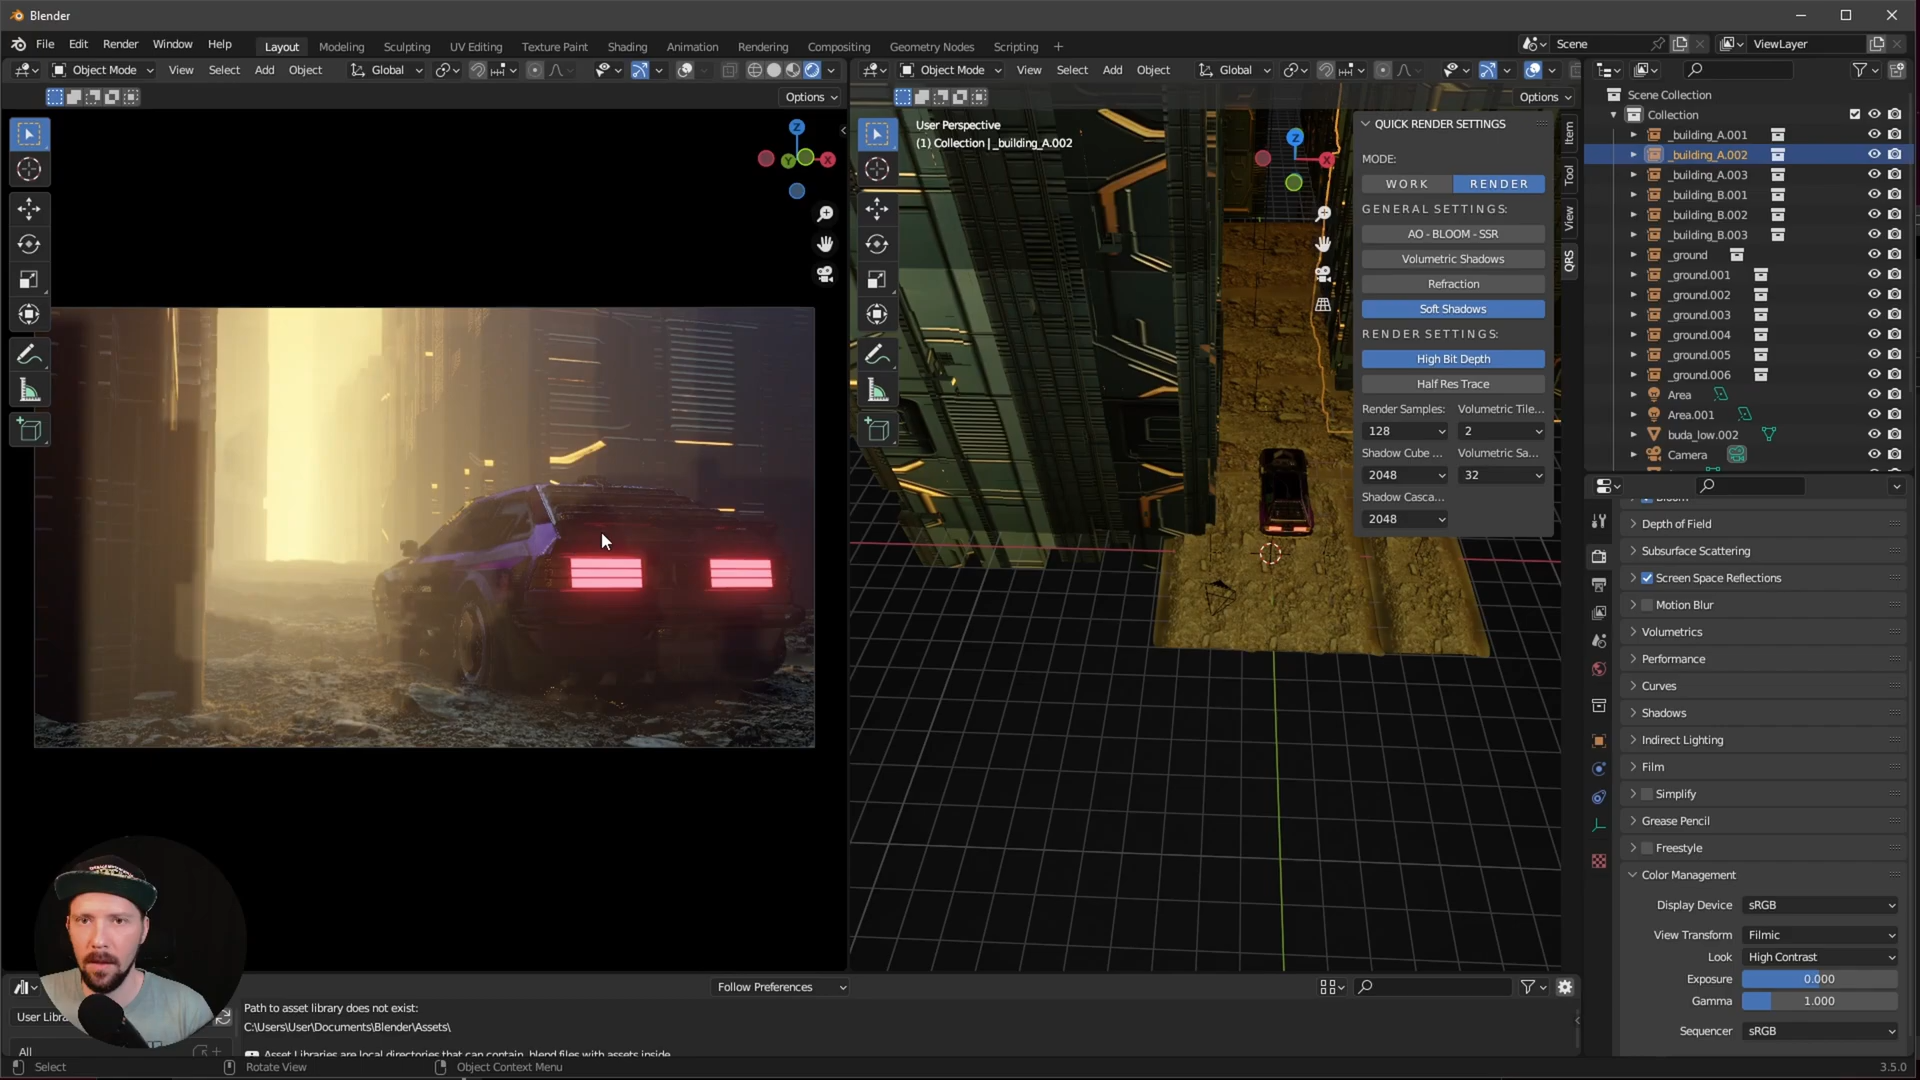 Blender
File Edit Render Window Help
Layout Modeling Sculpting UV Editing Texture Paint Shading Animation Rendering Compositing Geometry Nodes Scripting +
Scene
ViewLayer
Object Mode View Select Add Object Global
Object Mode View Select Add Object Global
Options
Options
Z
Y
X
User Perspective
(1) Collection | _building_A.002
Z
X
QUICK RENDER SETTINGS
MODE:
WORK RENDER
GENERAL SETTINGS:
AO - BLOOM - SSR
Volumetric Shadows
Refraction
Soft Shadows
RENDER SETTINGS:
High Bit Depth
Half Res Trace
Render Samples: Volumetric Tile...
128 2
Shadow Cube ... Volumetric Sa...
2048 32
Shadow Casca...
2048
Item
Tool
View
QRS
Scene Collection
Collection
_building_A.001
_building_A.002
_building_A.003
_building_B.001
_building_B.002
_building_B.003
_ground
_ground.001
_ground.002
_ground.003
_ground.004
_ground.005
_ground.006
Area
Area.001
buda_low.002
Camera
Bloom
Depth of Field
Subsurface Scattering
Screen Space Reflections
Motion Blur
Volumetrics
Performance
Curves
Shadows
Indirect Lighting
Film
Simplify
Grease Pencil
Freestyle
Color Management
Display Device sRGB
View Transform Filmic
Look High Contrast
Exposure 0.000
Gamma 1.000
Sequencer sRGB
Follow Preferences
User Libra
All
Path to asset library does not exist:
C:\Users\User\Documents\Blender\Assets\
Asset Libraries are local directories that can contain .blend files with assets inside.
Select Rotate View Object Context Menu 3.5.0